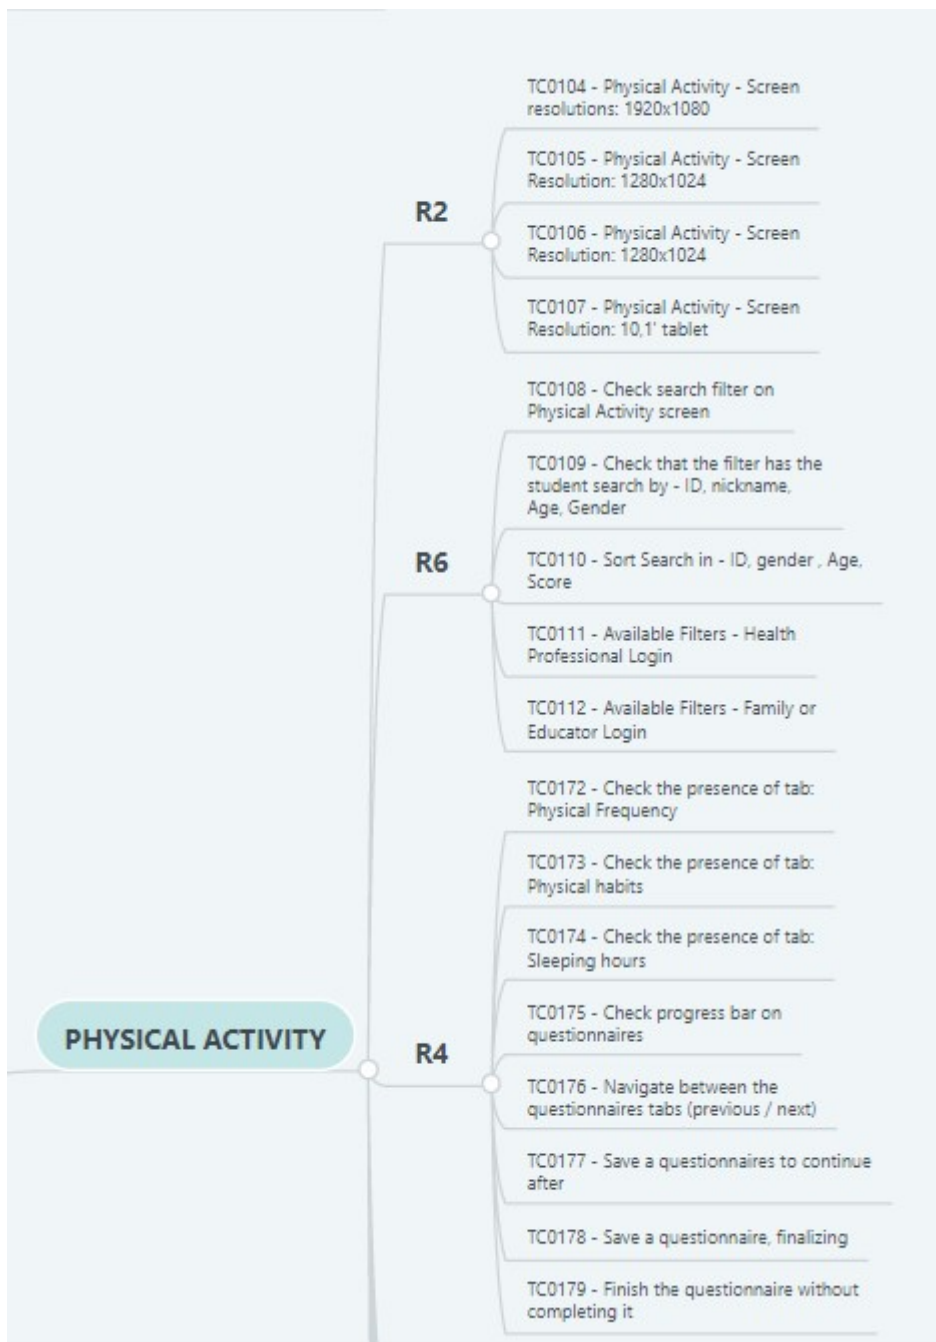 TC0104 - Physical Activity - Screen
resolutions: 1920x1080
TC0105 - Physical Activity - Screen
Resolution: 1280x1024
R2
TC0106 - Physical Activity - Screen
Resolution: 1280x1024
TC0107 - Physical Activity - Screen
Resolution: 10,1' tablet
TC0108 - Check search filter on
Physical Activity screen
TC0109 - Check that the filter has the
student search by - ID, nickname,
Age, Gender
R6
TC0110 - Sort Search in - ID, gender , Age,
Score
TC0111 - Available Filters - Health
Professional Login
TC0112 - Available Filters - Family or
Educator Login
TC0172 - Check the presence of tab:
Physical Frequency
TC0173 - Check the presence of tab:
Physical habits
TC0174 - Check the presence of tab:
Sleeping hours
TC0175 - Check progress bar on
questionnaires
PHYSICAL ACTIVITY
R4
TC0176 - Navigate between the
questionnaires tabs (previous / next)
TC0177 - Save a questionnaires to continue
after
TC0178 - Save a questionnaire, finalizing
TC0179 - Finish the questionnaire without
completing it